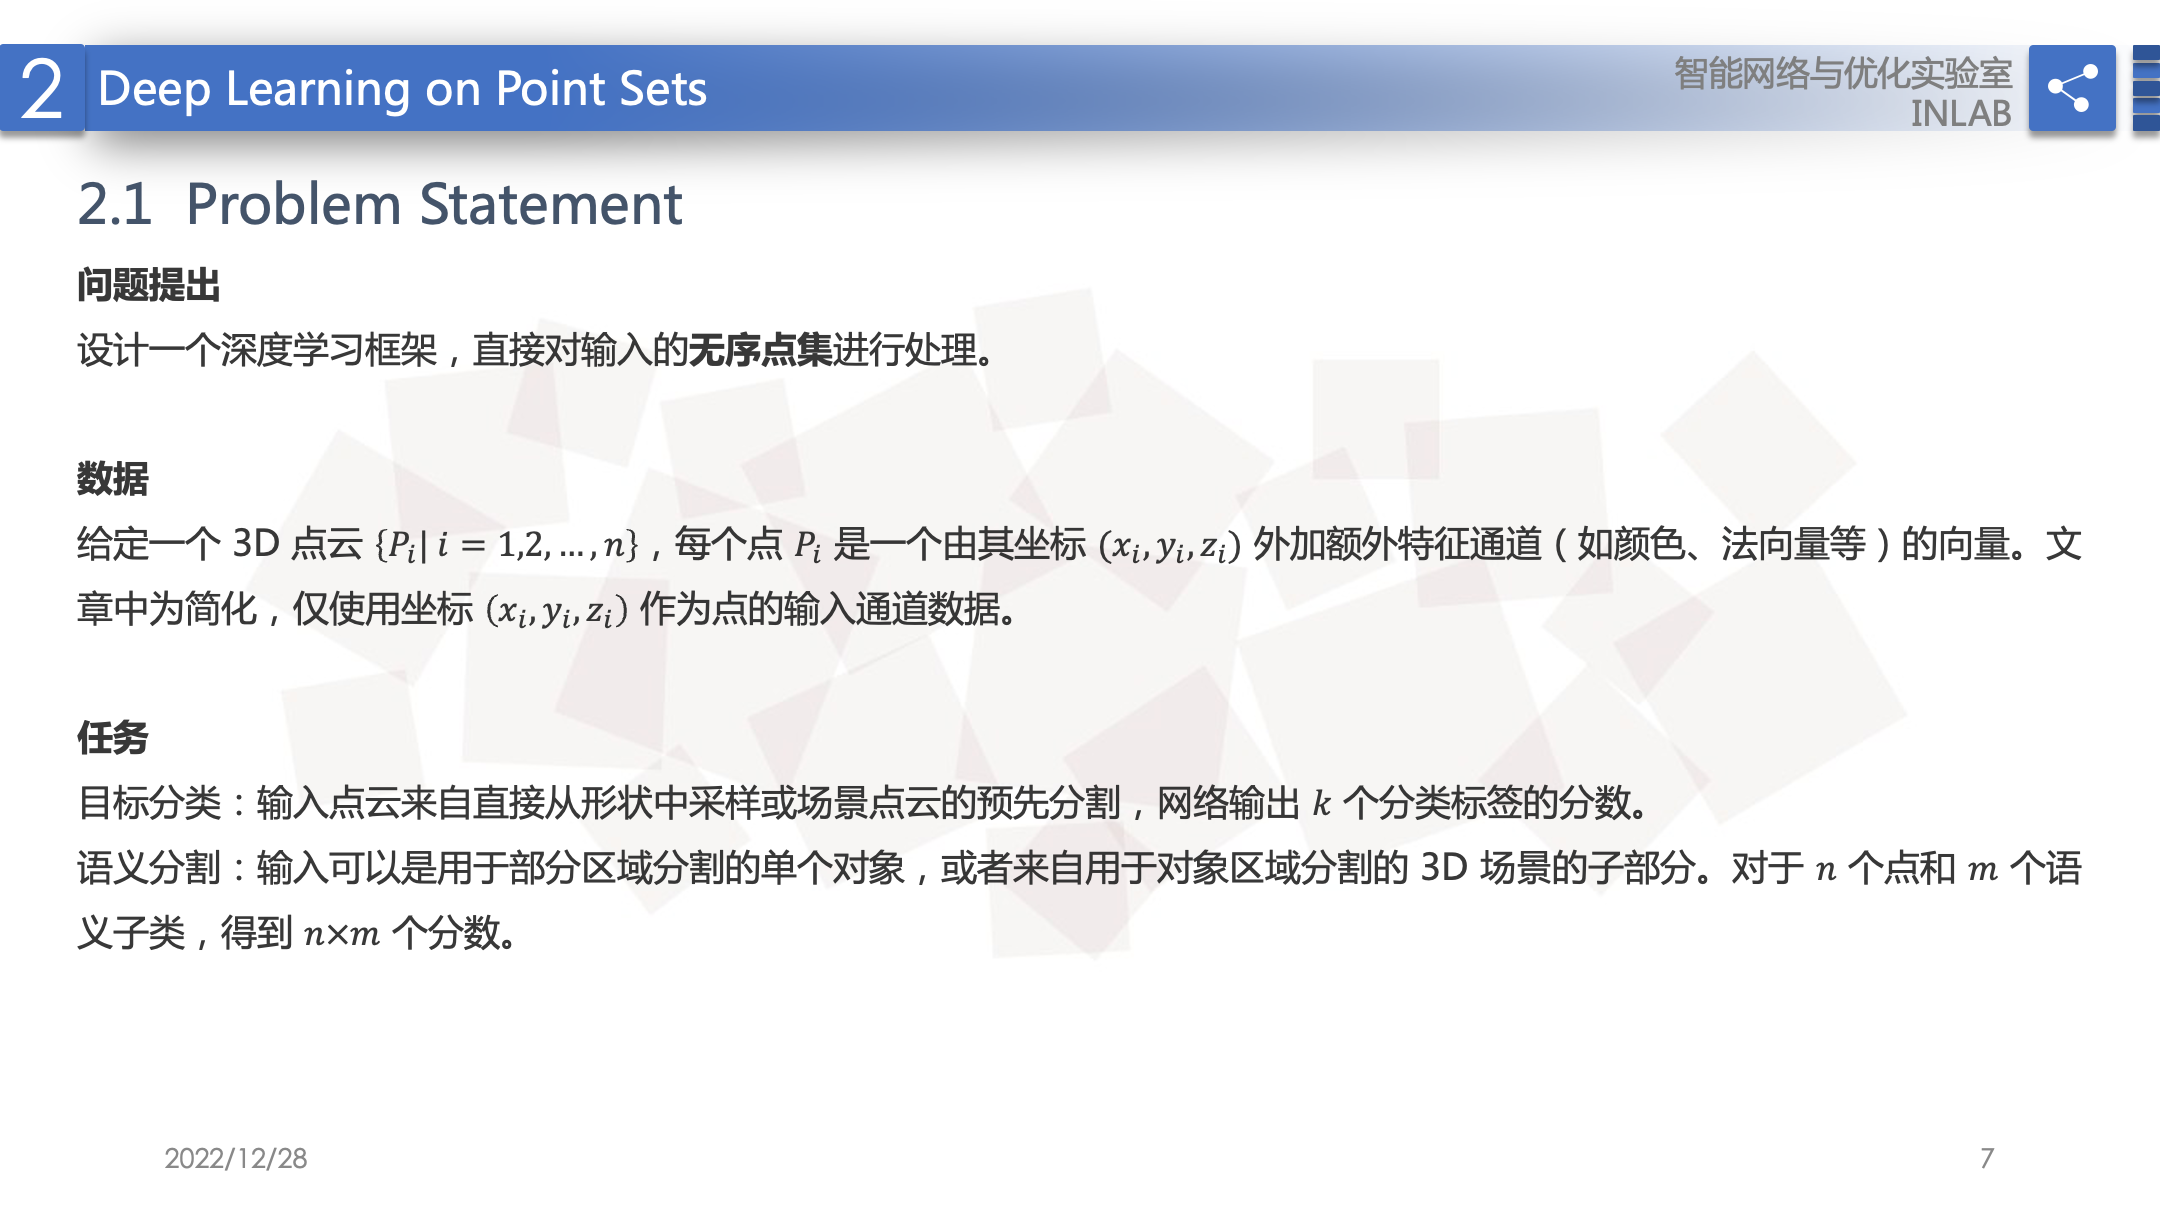 2 Deep Learning on Point Sets
智能网络与优化实验室
INLAB
2.1 Problem Statement
问题提出
设计一个深度学习框架，直接对输入的无序点集进行处理。
数据
给定一个 3D 点云 {𝑃ᵢ| 𝑖 = 1,2, … , 𝑛}，每个点 𝑃ᵢ 是一个由其坐标 (𝑥ᵢ, 𝑦ᵢ, 𝑧ᵢ) 外加额外特征通道（如颜色、法向量等）的向量。文
章中为简化，仅使用坐标 (𝑥ᵢ, 𝑦ᵢ, 𝑧ᵢ) 作为点的输入通道数据。
任务
目标分类：输入点云来自直接从形状中采样或场景点云的预先分割，网络输出 𝑘 个分类标签的分数。
语义分割：输入可以是用于部分区域分割的单个对象，或者来自用于对象区域分割的 3D 场景的子部分。对于 𝑛 个点和 𝑚 个语
义子类，得到 𝑛×𝑚 个分数。
2022/12/28
7